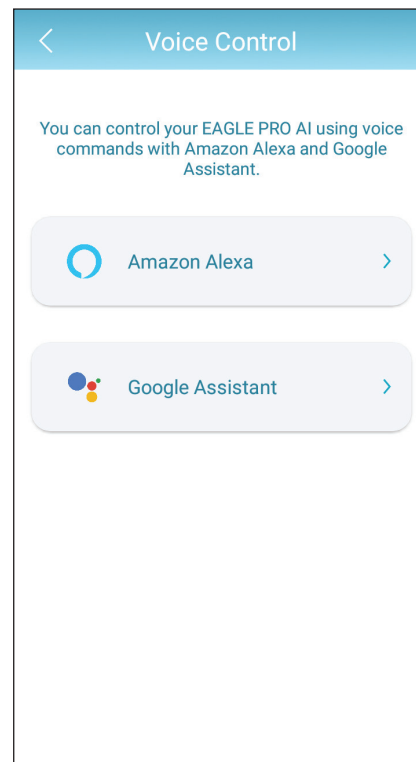 Voice Control
You can control your EAGLE PRO AI using voice
commands with Amazon Alexa and Google
Assistant.
Amazon Alexa
Google Assistant